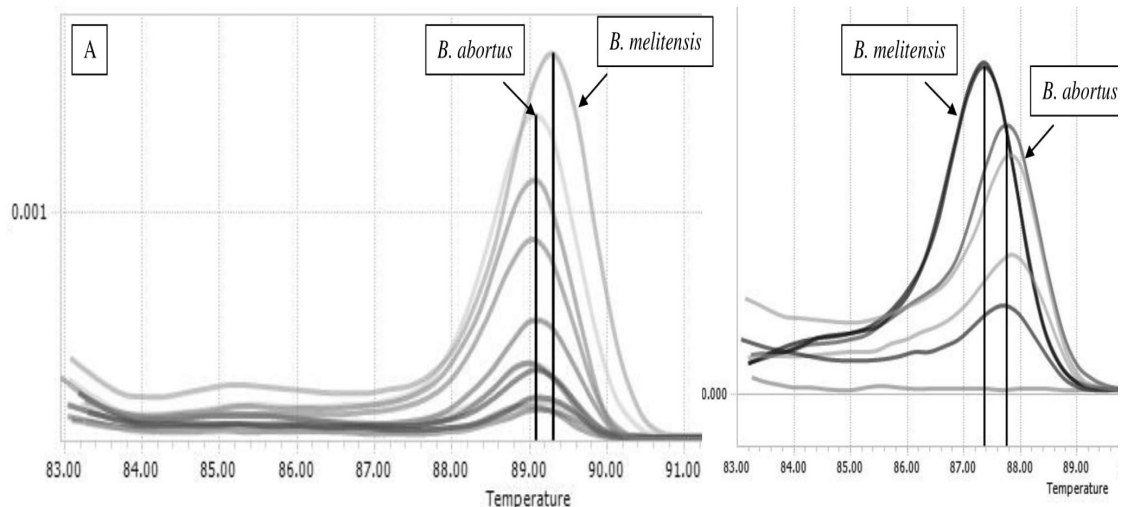 A
B. abortus
B. melitensis
0.001
83.00 84.00 85.00 86.00 87.00 88.00 89.00 90.00 91.00
Temperature
B. melitensis
B. abortus
0.000
83.00 84.00 85.00 86.00 87.00 88.00 89.00
Temperature